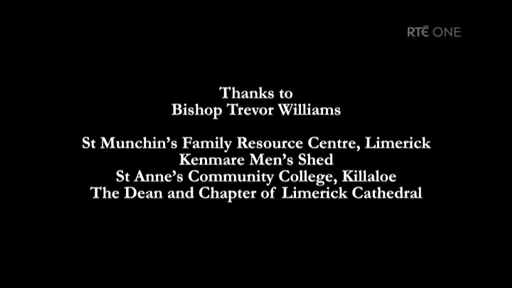 RTÉ ONE
Thanks to
Bishop Trevor Williams
St Munchin's Family Resource Centre, Limerick
Kenmare Men's Shed
St Anne's Community College, Killaloe
The Dean and Chapter of Limerick Cathedral